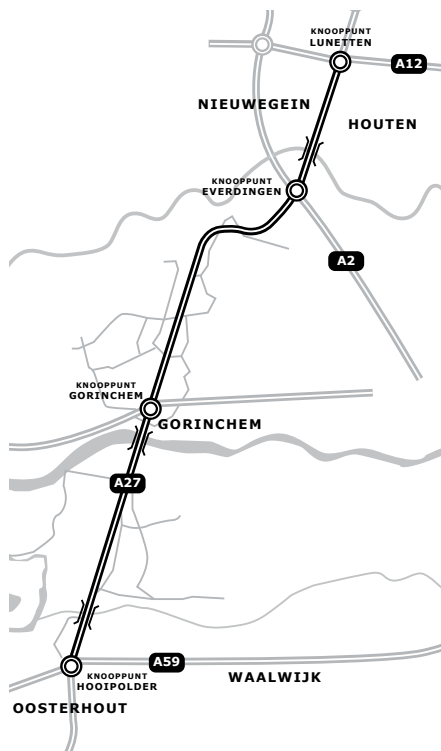 KNOOPPUNT
LUNETTEN
A12
NIEUWEGEIN
HOUTEN
KNOOPPUNT
EVERDINGEN
A2
KNOOPPUNT
GORINCHEM
GORINCHEM
A27
A59
KNOOPPUNT
HOOIPOLDER
WAALWIJK
OOSTERHOUT